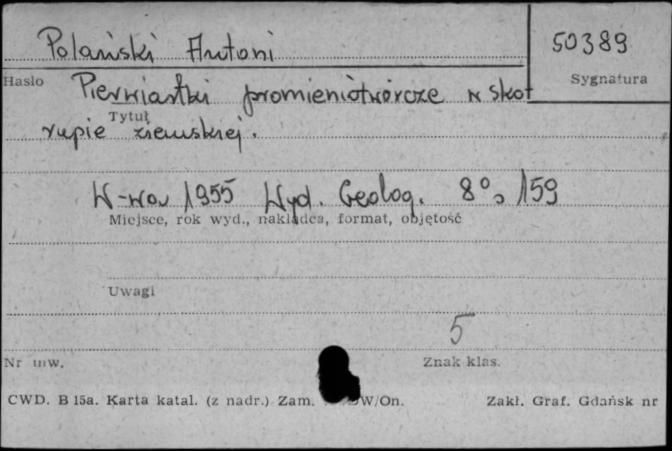 Polański Antoni
50389
Hasło
Sygnatura
Pierwiastki promieniotwórcze w skot
Tytuł
rupie ziemskiej.
W-wa 1955 Wyd. Geolog. 8°, 159
Miejsce, rok wyd., nakładca, format, objętość
Uwagi
5
Nr inw.
Znak klas.
CWD. B 15a. Karta katal. (z nadr.) Zam. W/On.
Zakł. Graf. Gdańsk nr